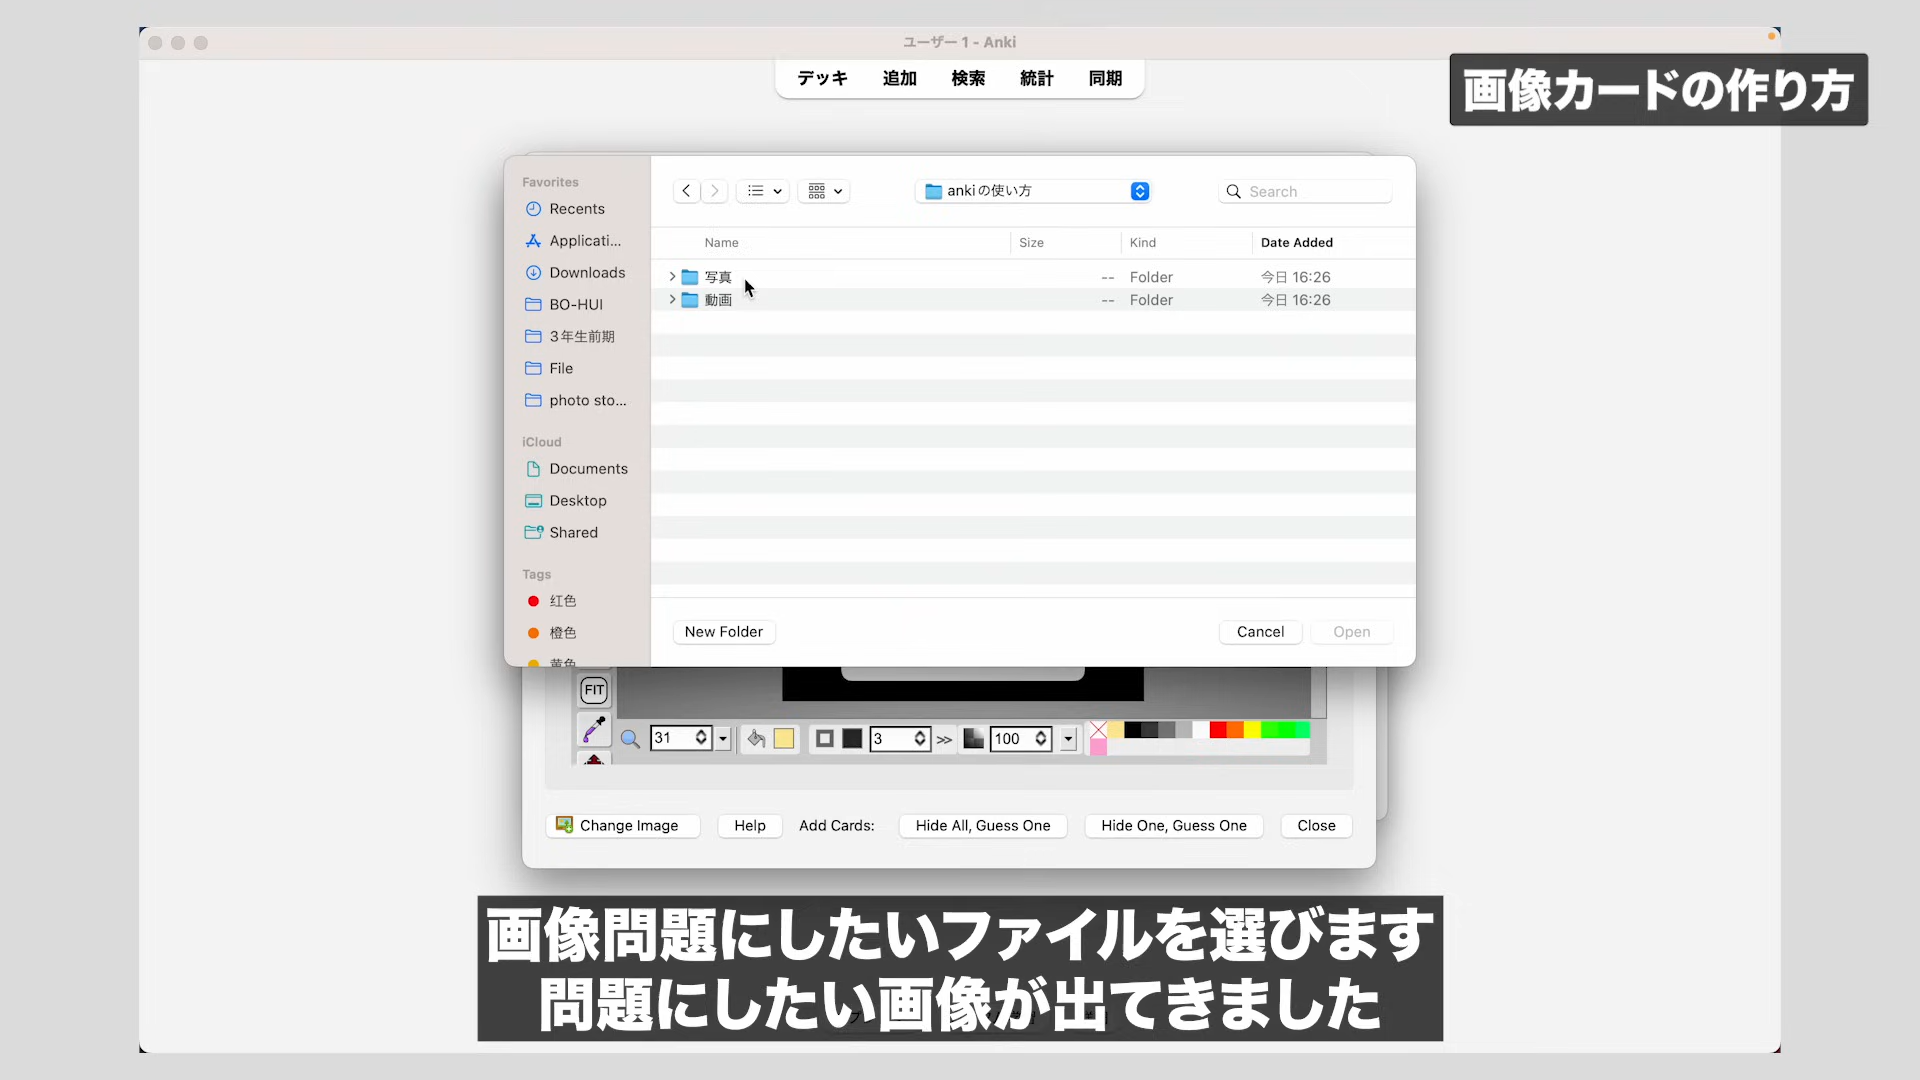 ユーザー 1 - Anki
デッキ 追加 検索 統計 同期
画像カードの作り方
Favorites
Recents
Applicati...
Downloads
BO-HUI
3年生前期
File
photo sto...
iCloud
Documents
Desktop
Shared
Tags
红色
橙色
黄色
ankiの使い方
Search
Name Size Kind Date Added
写真 -- Folder 今日 16:26
動画 -- Folder 今日 16:26
New Folder Cancel Open
FIT
31 3 >> 100
Change Image Help Add Cards: Hide All, Guess One Hide One, Guess One Close
画像問題にしたいファイルを選びます
問題にしたい画像が出てきました